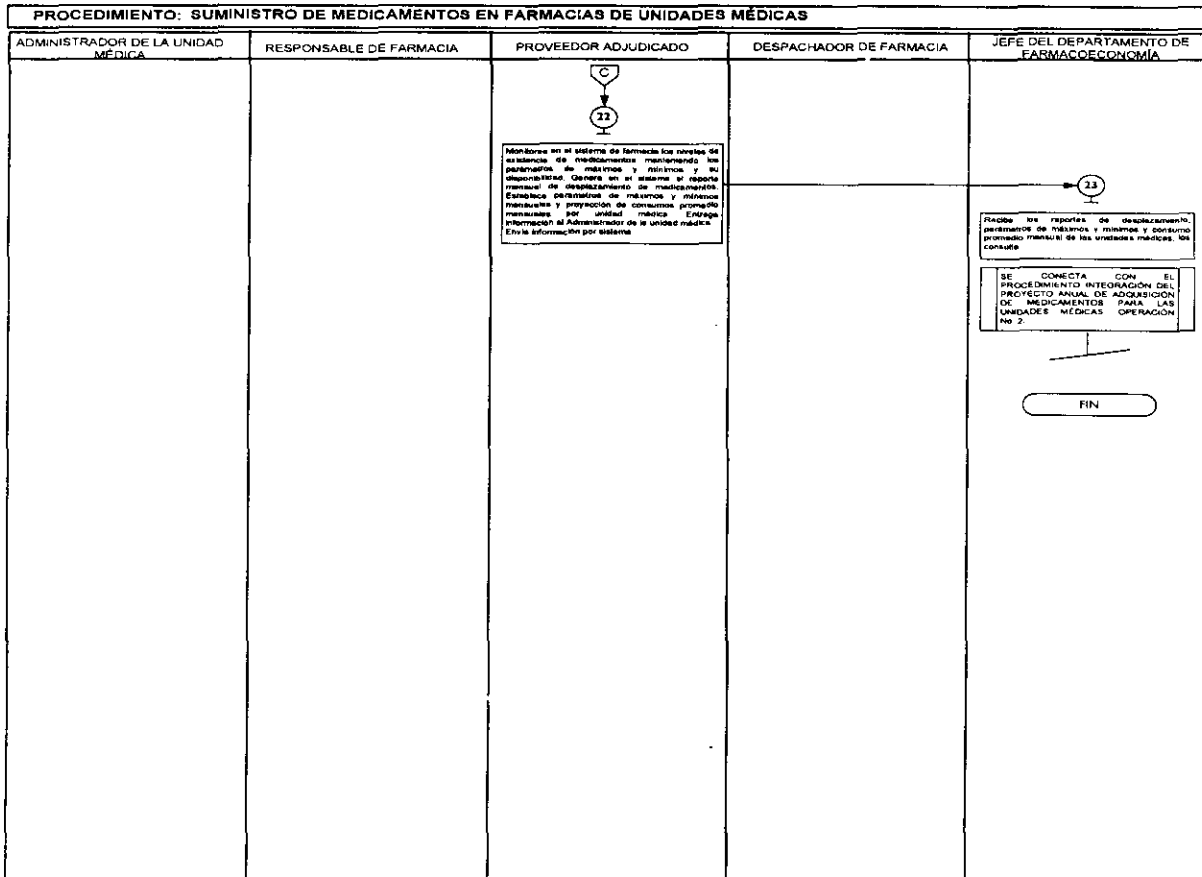 PROCEDIMIENTO: SUMINISTRO DE MEDICAMENTOS EN FARMACIAS DE UNIDADES MÉDICAS
ADMINISTRADOR DE LA UNIDAD
MÉDICA
RESPONSABLE DE FARMACIA
PROVEEDOR ADJUDICADO
DESPACHADOR DE FARMACIA
JEFE DEL DEPARTAMENTO DE
FARMACOECONOMÍA
C
22
Monitorea en el sistema de farmacia los niveles de
existencia de medicamentos manteniendo los
parámetros de máximos y mínimos y su
disponibilidad. Genera en el sistema el reporte
mensual de desplazamiento de medicamentos.
Establece parámetros de máximos y mínimos
mensuales y proyección de consumos promedio
mensuales por unidad médica Entrega
información al Administrador de la unidad médica
Envía información por sistema
23
Recibe los reportes de desplazamiento,
parámetros de máximos y mínimos y consumo
promedio mensual de las unidades médicas, los
consulta
SE CONECTA CON EL
PROCEDIMIENTO INTEGRACIÓN DEL
PROYECTO ANUAL DE ADQUISICIÓN
DE MEDICAMENTOS PARA LAS
UNIDADES MÉDICAS OPERACIÓN
No 2.
FIN